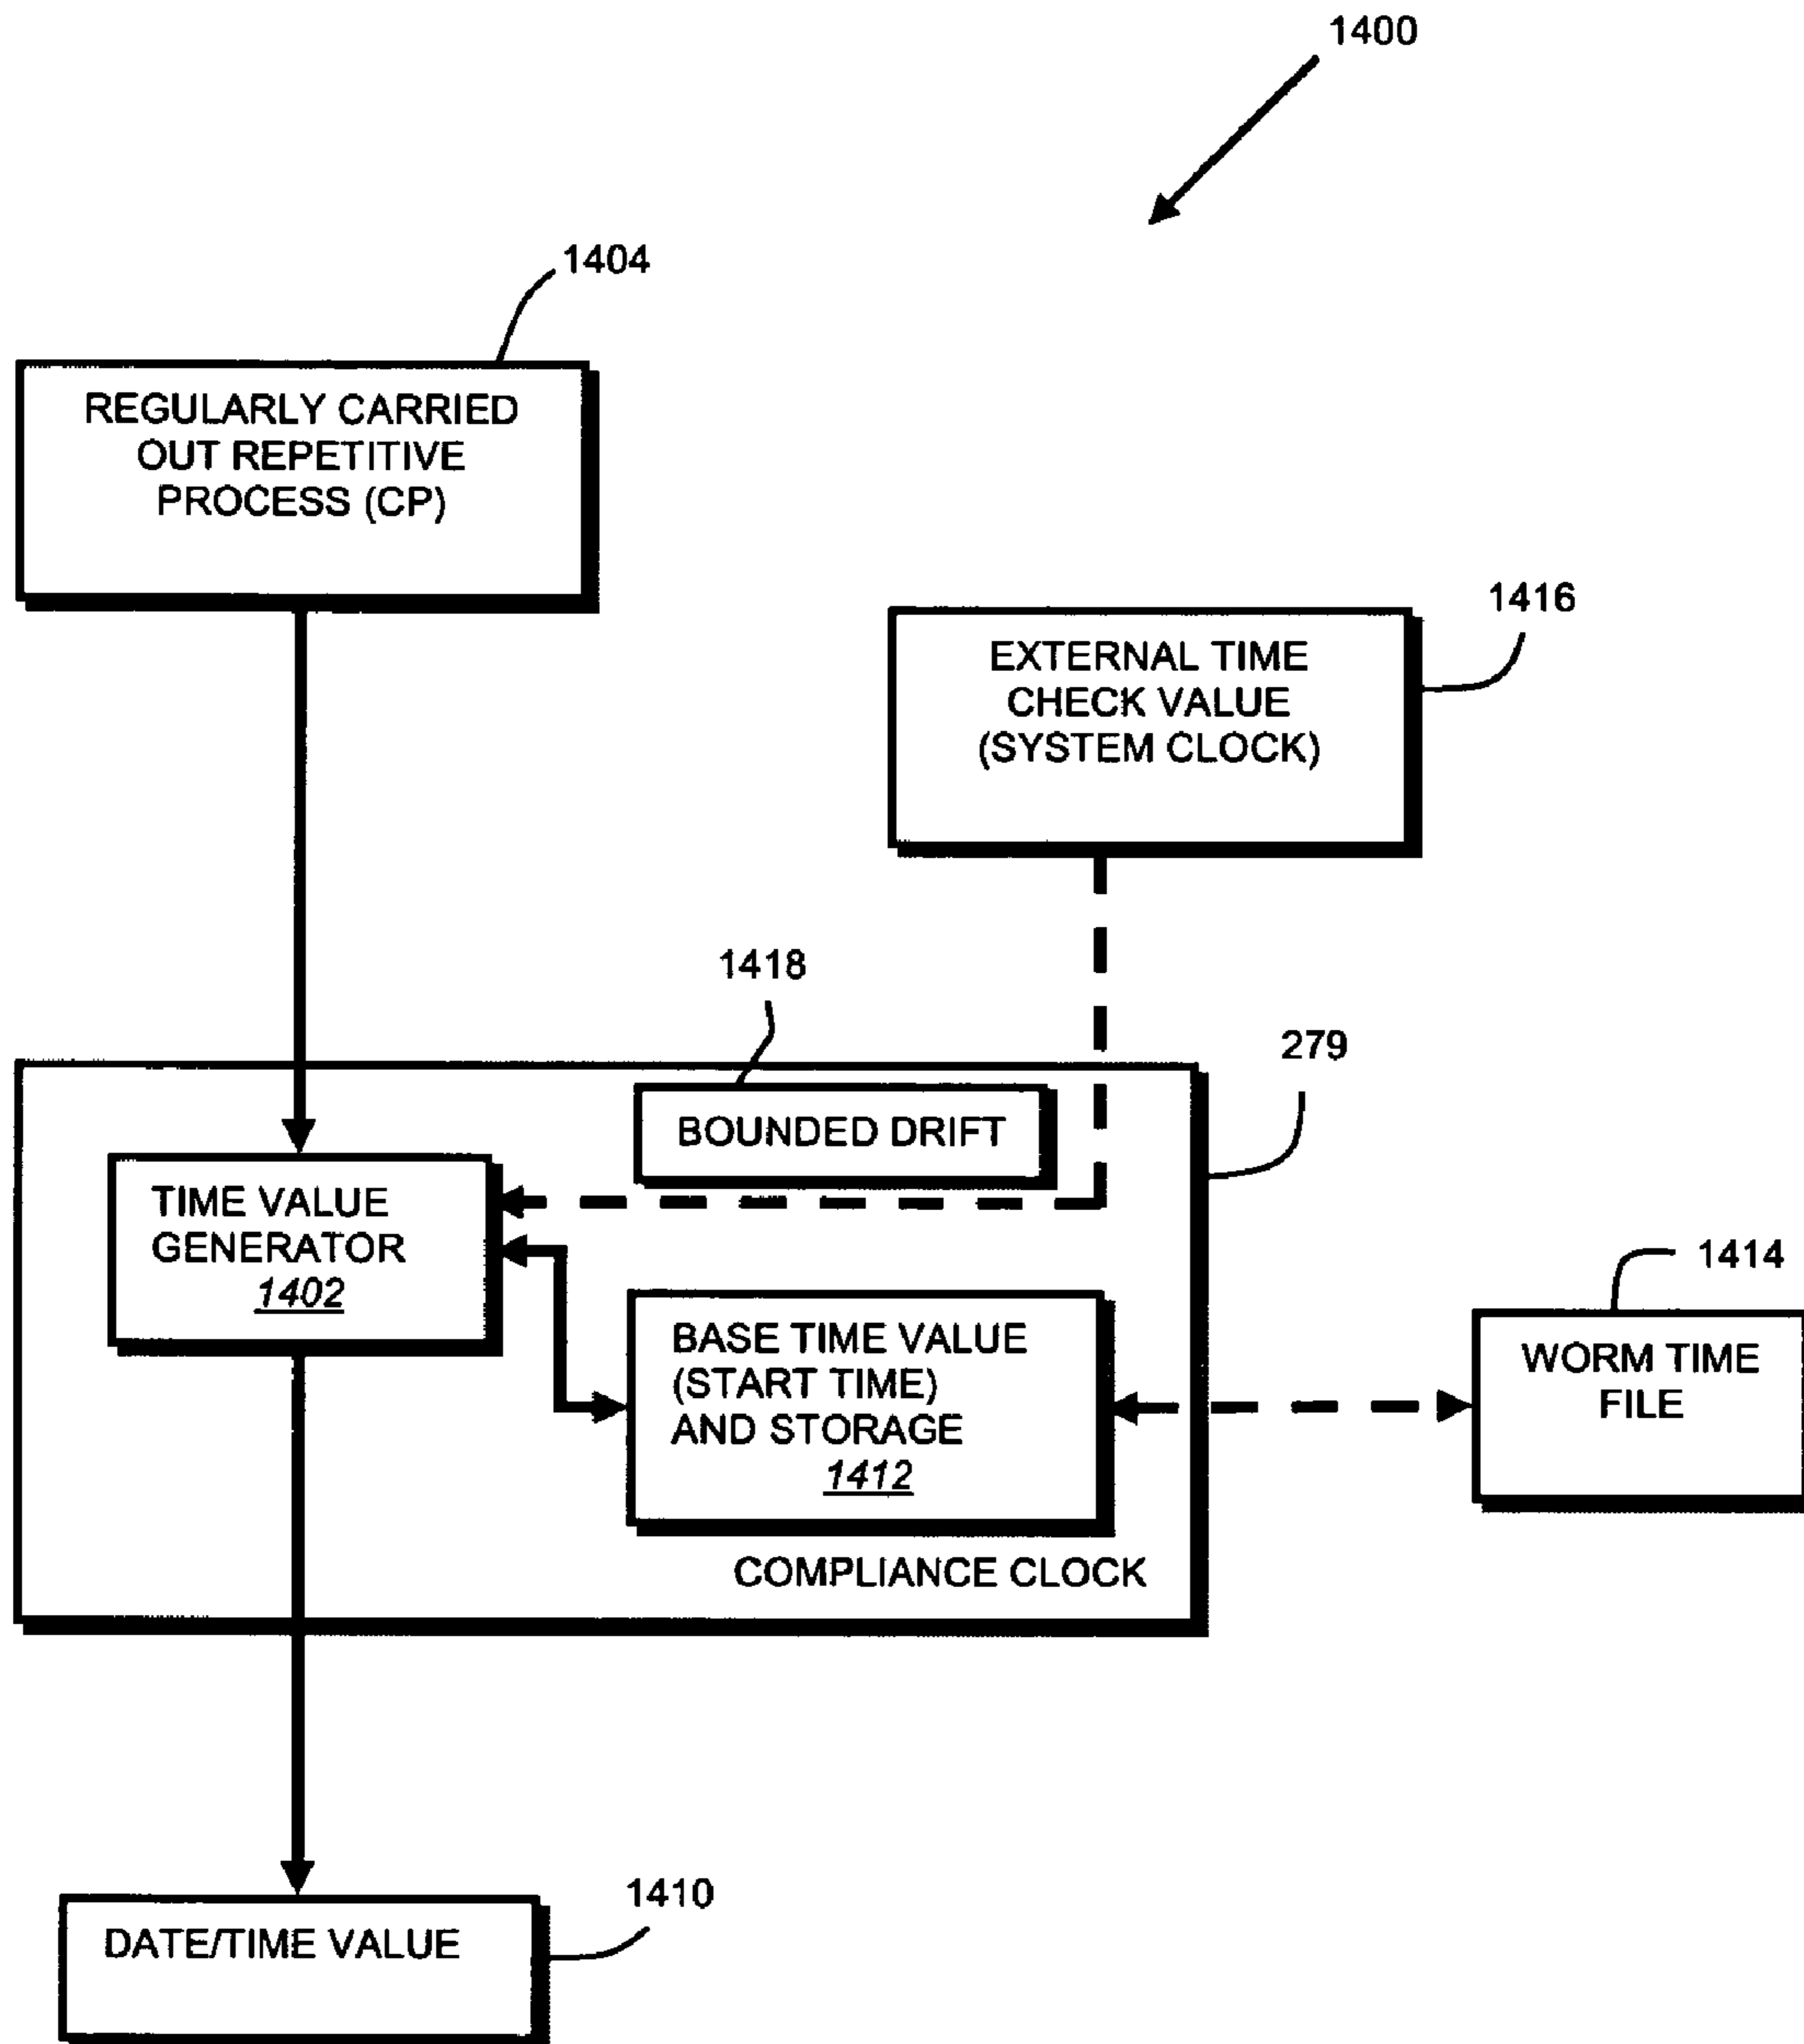 1400
1404
REGULARLY CARRIED
OUT REPETITIVE
PROCESS (CP)
1416
EXTERNAL TIME
CHECK VALUE
(SYSTEM CLOCK)
1418
279
BOUNDED DRIFT
TIME VALUE
GENERATOR
1402
1414
BASE TIME VALUE
(START TIME)
AND STORAGE
1412
WORM TIME
FILE
COMPLIANCE CLOCK
1410
DATE/TIME VALUE